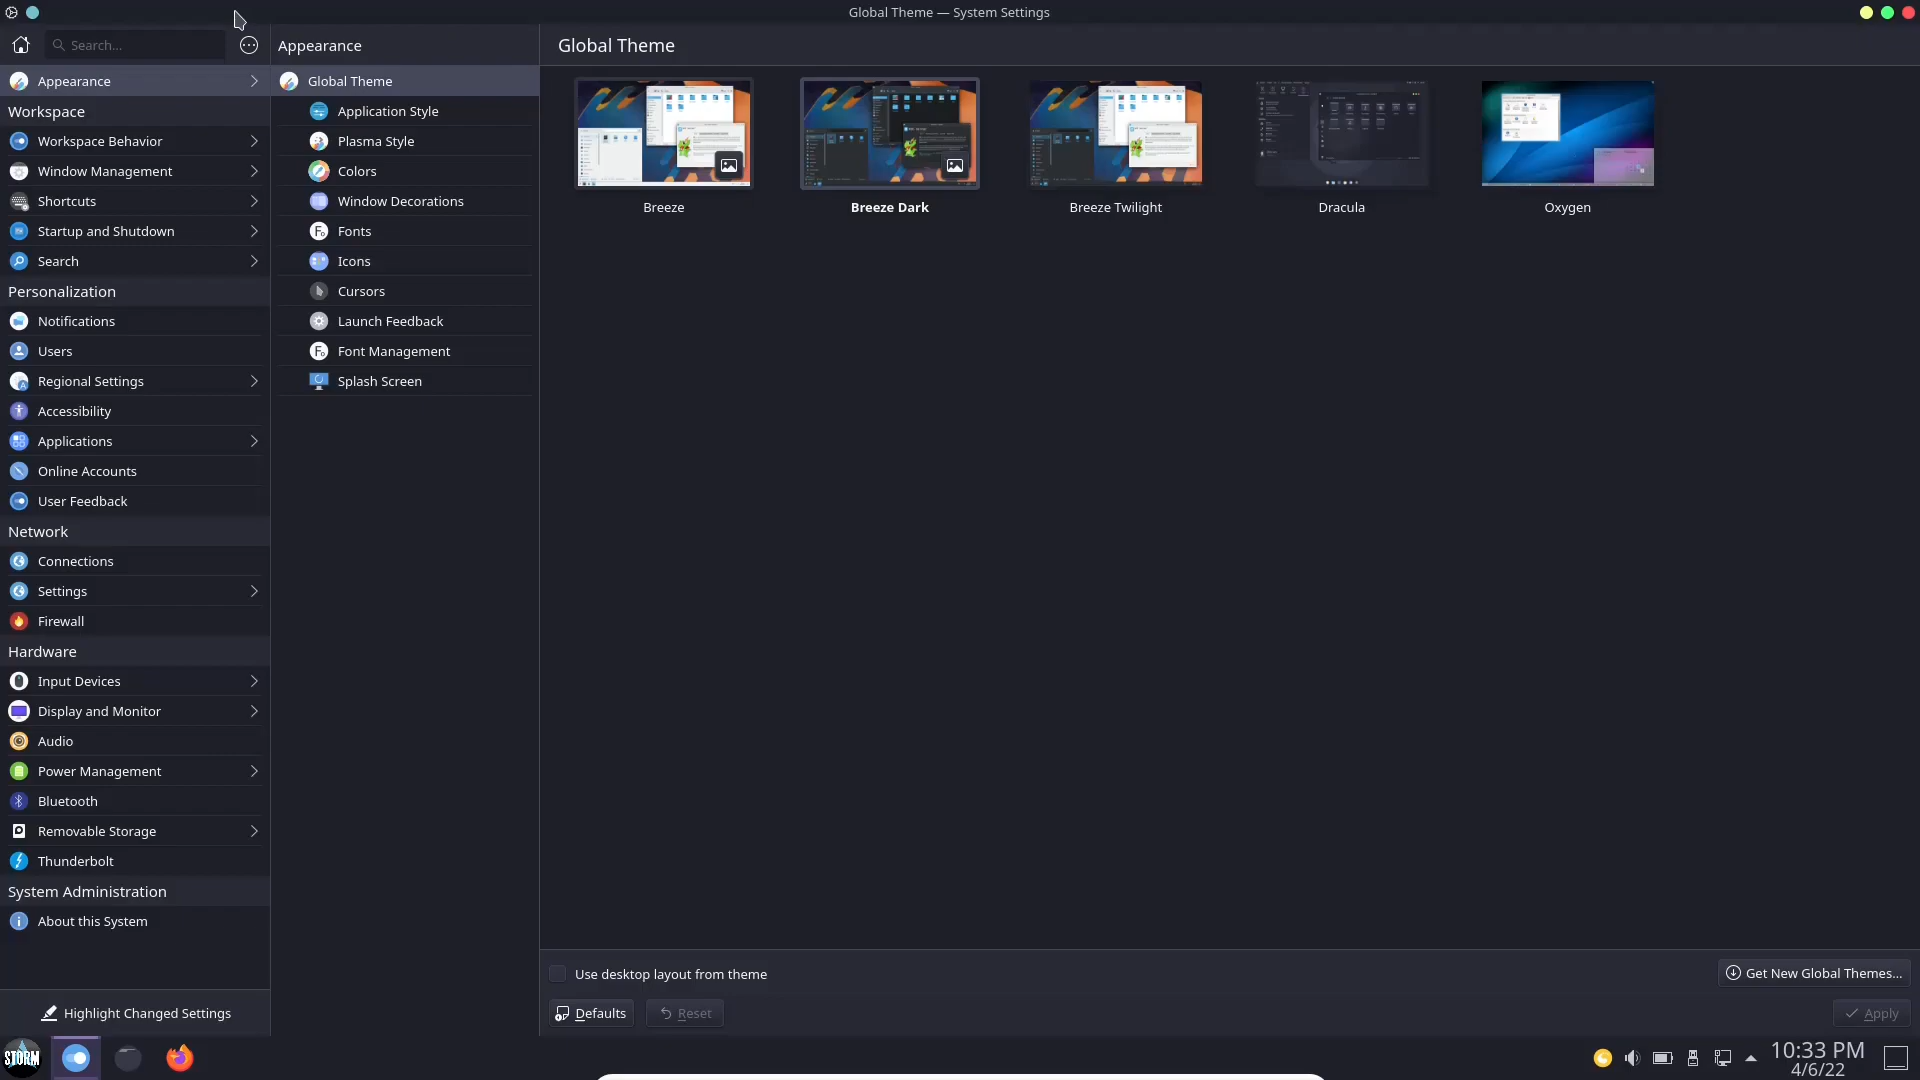 Global Theme — System Settings
Search...
Appearance
Workspace
Workspace Behavior
Window Management
Shortcuts
Startup and Shutdown
Search
Personalization
Notifications
Users
Regional Settings
Accessibility
Applications
Online Accounts
User Feedback
Network
Connections
Settings
Firewall
Hardware
Input Devices
Display and Monitor
Audio
Power Management
Bluetooth
Removable Storage
Thunderbolt
System Administration
About this System
Highlight Changed Settings
Appearance
Global Theme
Application Style
Plasma Style
Colors
Window Decorations
Fonts
Icons
Cursors
Launch Feedback
Font Management
Splash Screen
Global Theme
Breeze
Breeze Dark
Breeze Twilight
Dracula
Oxygen
Use desktop layout from theme
Get New Global Themes...
Defaults
Reset
Apply
STORM
10:33 PM
4/6/22